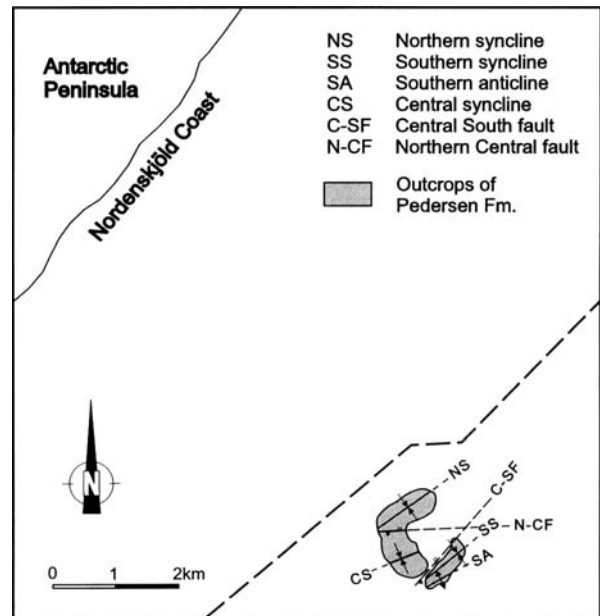 Antarctic
Peninsula
Nordenskjöld Coast
NS Northern syncline
SS Southern syncline
SA Southern anticline
CS Central syncline
C-SF Central South fault
N-CF Northern Central fault
Outcrops of
Pedersen Fm.
N
NS
C-SF
SS
N-CF
SA
CS
0 1 2km